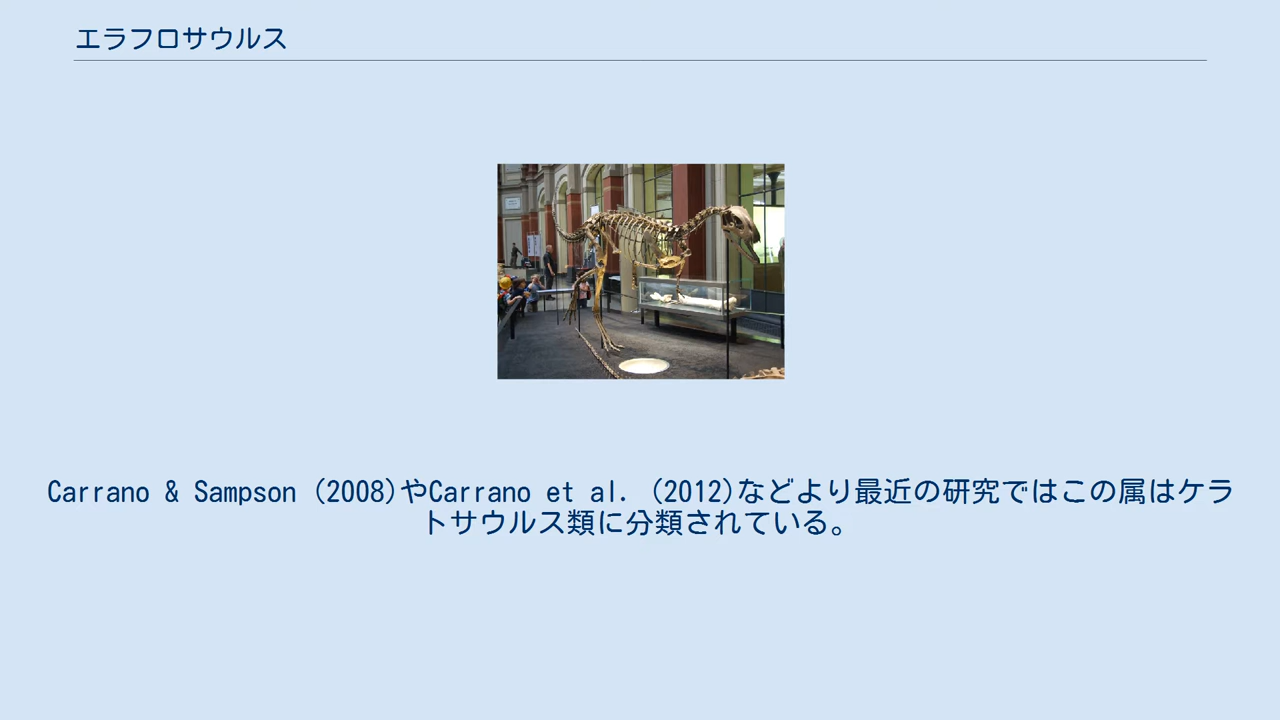 エラフロサウルス
Carrano & Sampson (2008)やCarrano et al. (2012)などより最近の研究ではこの属はケラ
トサウルス類に分類されている。